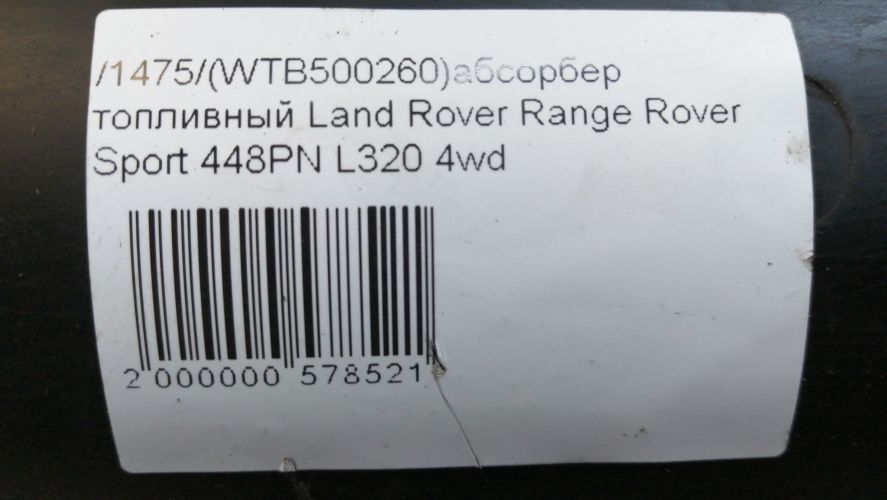 /1475/(WTB500260)абсорбер
топливный Land Rover Range Rover
Sport 448PN L320 4wd
2 000000 578521